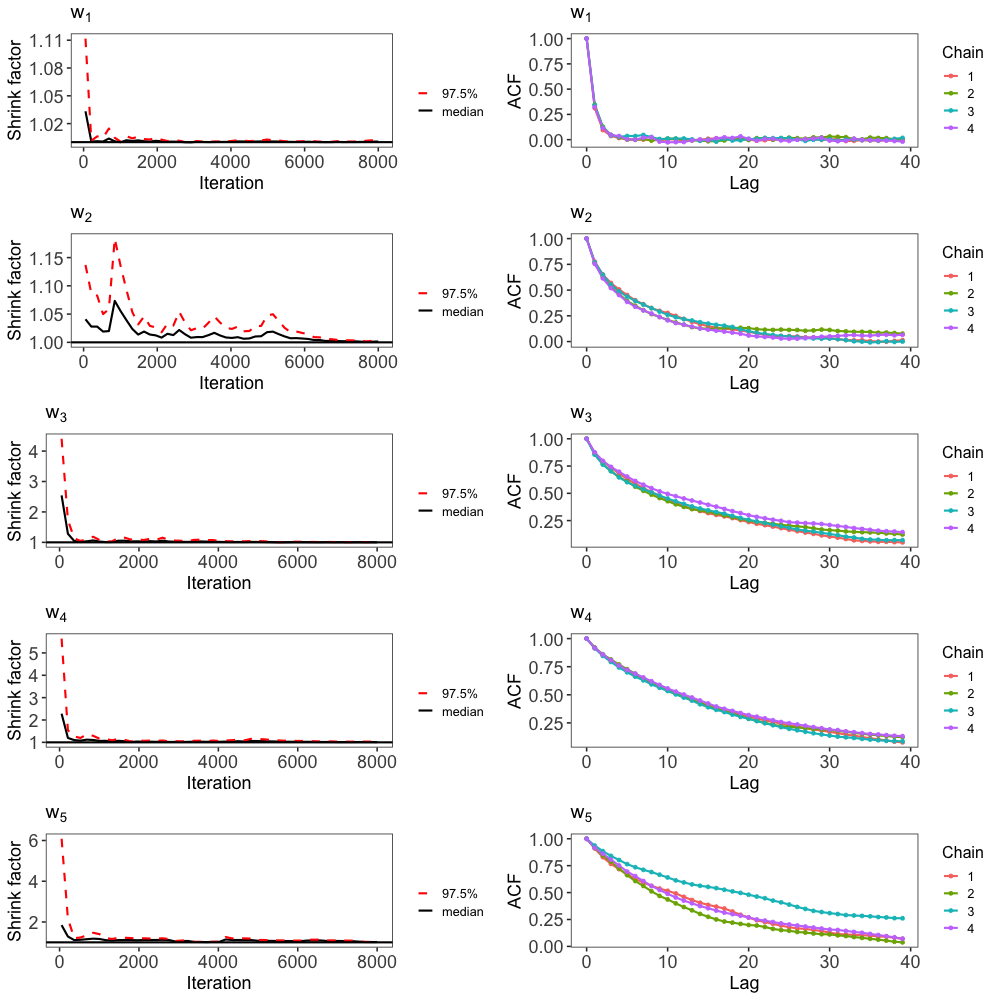 w1
Shrink factor
1.11
1.08
1.05
1.02
0 2000 4000 6000 8000
Iteration
97.5%
median
w1
ACF
1.00
0.75
0.50
0.25
0.00
0 10 20 30 40
Lag
Chain
1
2
3
4
w2
Shrink factor
1.15
1.10
1.05
1.00
0 2000 4000 6000 8000
Iteration
97.5%
median
w2
ACF
1.00
0.75
0.50
0.25
0.00
0 10 20 30 40
Lag
Chain
1
2
3
4
w3
Shrink factor
4
3
2
1
0 2000 4000 6000 8000
Iteration
97.5%
median
w3
ACF
1.00
0.75
0.50
0.25
0 10 20 30 40
Lag
Chain
1
2
3
4
w4
Shrink factor
5
4
3
2
1
0 2000 4000 6000 8000
Iteration
97.5%
median
w4
ACF
1.00
0.75
0.50
0.25
0 10 20 30 40
Lag
Chain
1
2
3
4
w5
Shrink factor
6
4
2
0 2000 4000 6000 8000
Iteration
97.5%
median
w5
ACF
1.00
0.75
0.50
0.25
0.00
0 10 20 30 40
Lag
Chain
1
2
3
4